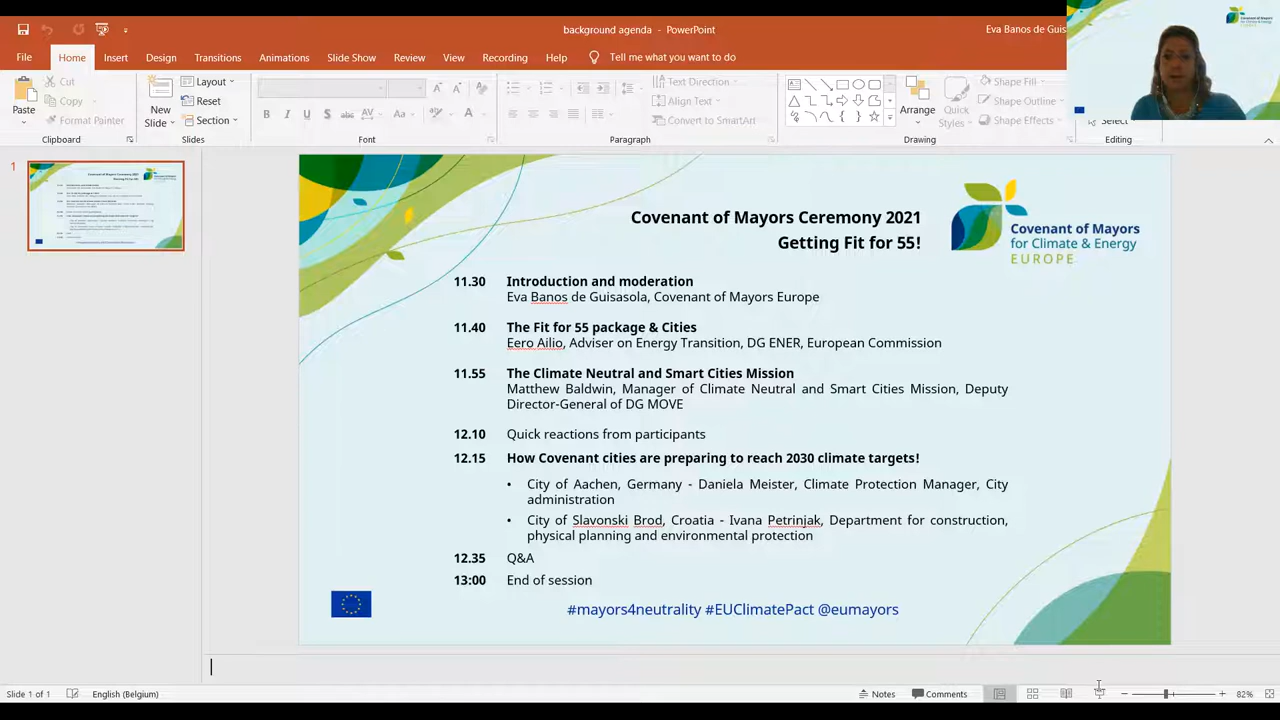 background agenda - PowerPoint
Eva Banos de Guis
File
Home
Insert
Design
Transitions
Animations
Slide Show
Review
View
Recording
Help
Tell me what you want to do
Paste
Cut
Copy
Format Painter
Clipboard
New
Slide
Layout
Reset
Section
Slides
Font
Text Direction
Align Text
Convert to SmartArt
Paragraph
Arrange
Quick
Styles
Shape Fill
Shape Outline
Shape Effects
Drawing
Select
Editing
1
Covenant of Mayors Ceremony 2021
Getting Fit for 55!
Covenant of Mayors
for Climate & Energy
EUROPE
11.30 Introduction and moderation
Eva Banos de Guisasola, Covenant of Mayors Europe
11.40 The Fit for 55 package & Cities
Eero Ailio, Adviser on Energy Transition, DG ENER, European Commission
11.55 The Climate Neutral and Smart Cities Mission
Matthew Baldwin, Manager of Climate Neutral and Smart Cities Mission, Deputy
Director-General of DG MOVE
12.10 Quick reactions from participants
12.15 How Covenant cities are preparing to reach 2030 climate targets!
• City of Aachen, Germany - Daniela Meister, Climate Protection Manager, City
administration
• City of Slavonski Brod, Croatia - Ivana Petrinjak, Department for construction,
physical planning and environmental protection
12.35 Q&A
13:00 End of session
#mayors4neutrality #EUClimatePact @eumayors
Slide 1 of 1
English (Belgium)
Notes
Comments
82%